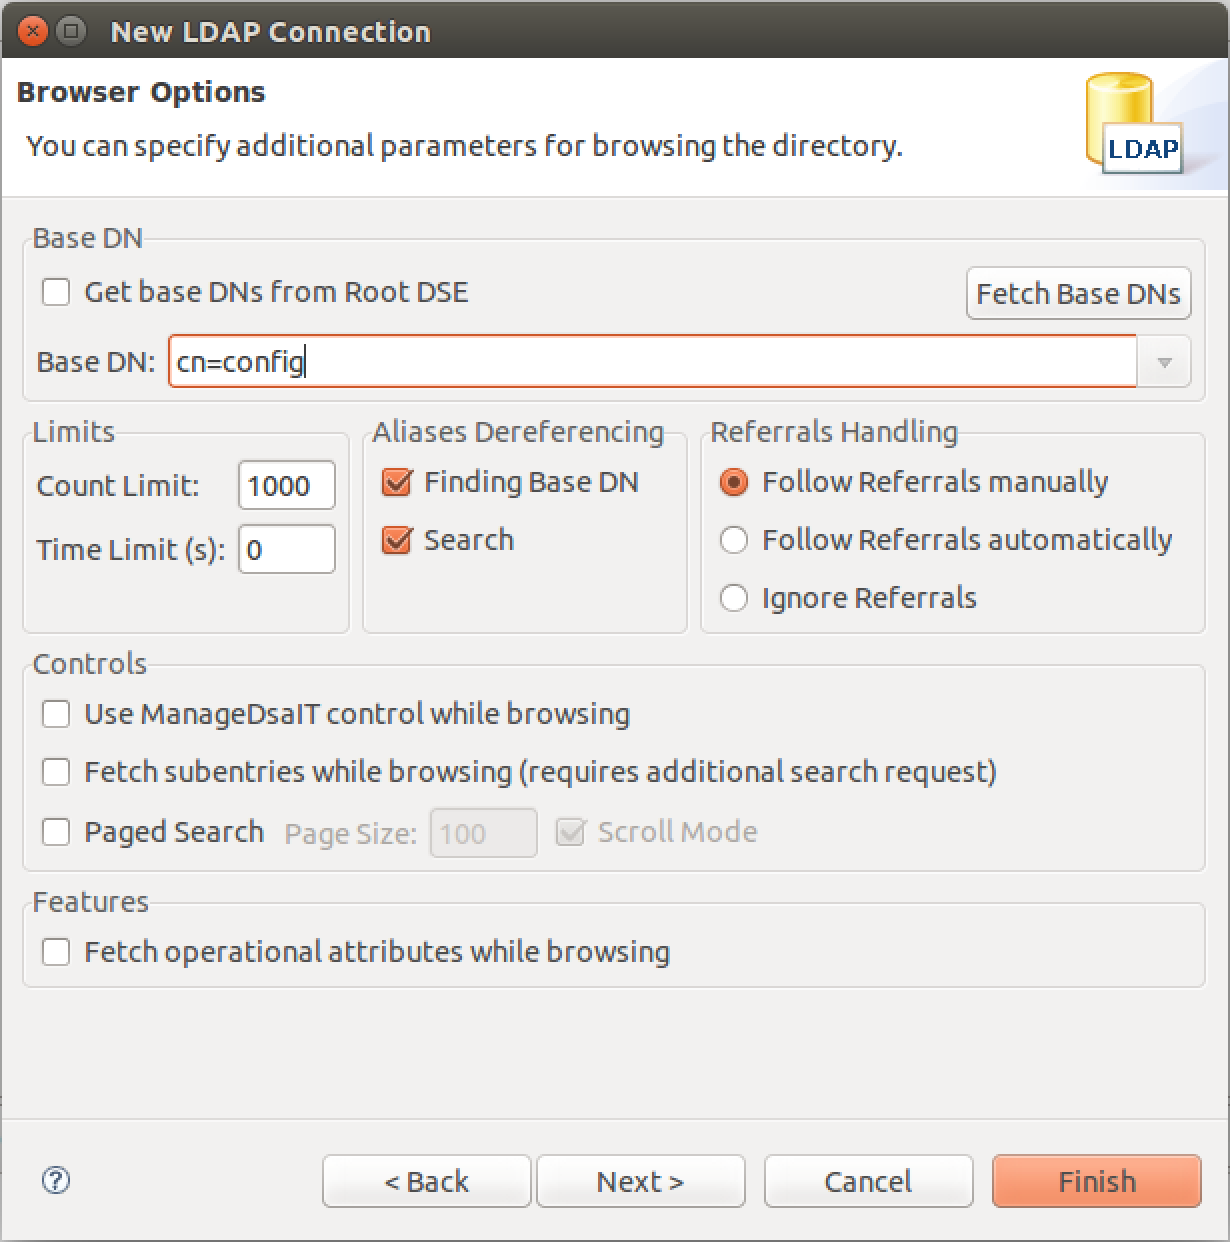 New LDAP Connection
Browser Options
You can specify additional parameters for browsing the directory.
LDAP
Base DN
Get base DNs from Root DSE
Fetch Base DNs
Base DN: cn=config
Limits
Count Limit: 1000
Time Limit (s): 0
Aliases Dereferencing
Finding Base DN
Search
Referrals Handling
Follow Referrals manually
Follow Referrals automatically
Ignore Referrals
Controls
Use ManageDsaIT control while browsing
Fetch subentries while browsing (requires additional search request)
Paged Search Page Size: 100 Scroll Mode
Features
Fetch operational attributes while browsing
? < Back Next > Cancel Finish